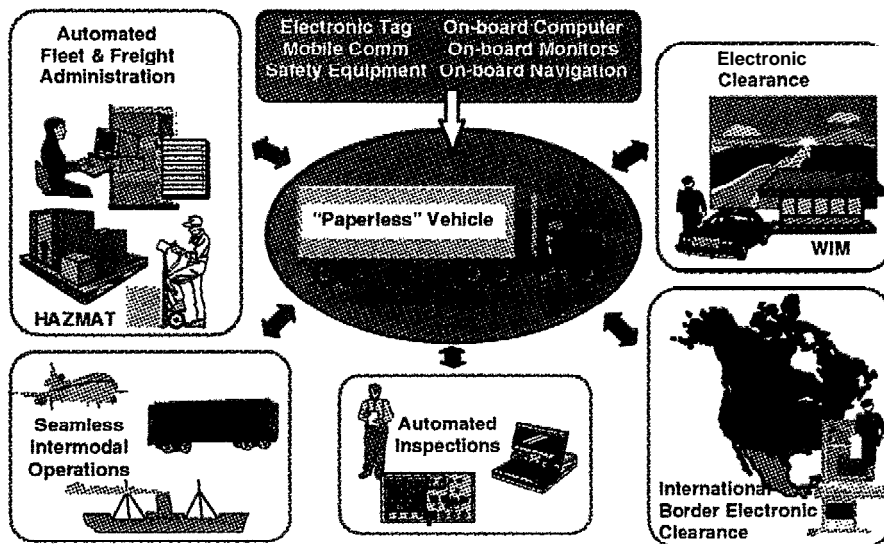 Automated
Fleet & Freight
Administration
HAZMAT
Electronic Tag On-board Computer
Mobile Comm On-board Monitors
Safety Equipment On-board Navigation
Electronic
Clearance
WIM
"Paperless" Vehicle
Seamless
Intermodal
Operations
Automated
Inspections
International
Border Electronic
Clearance